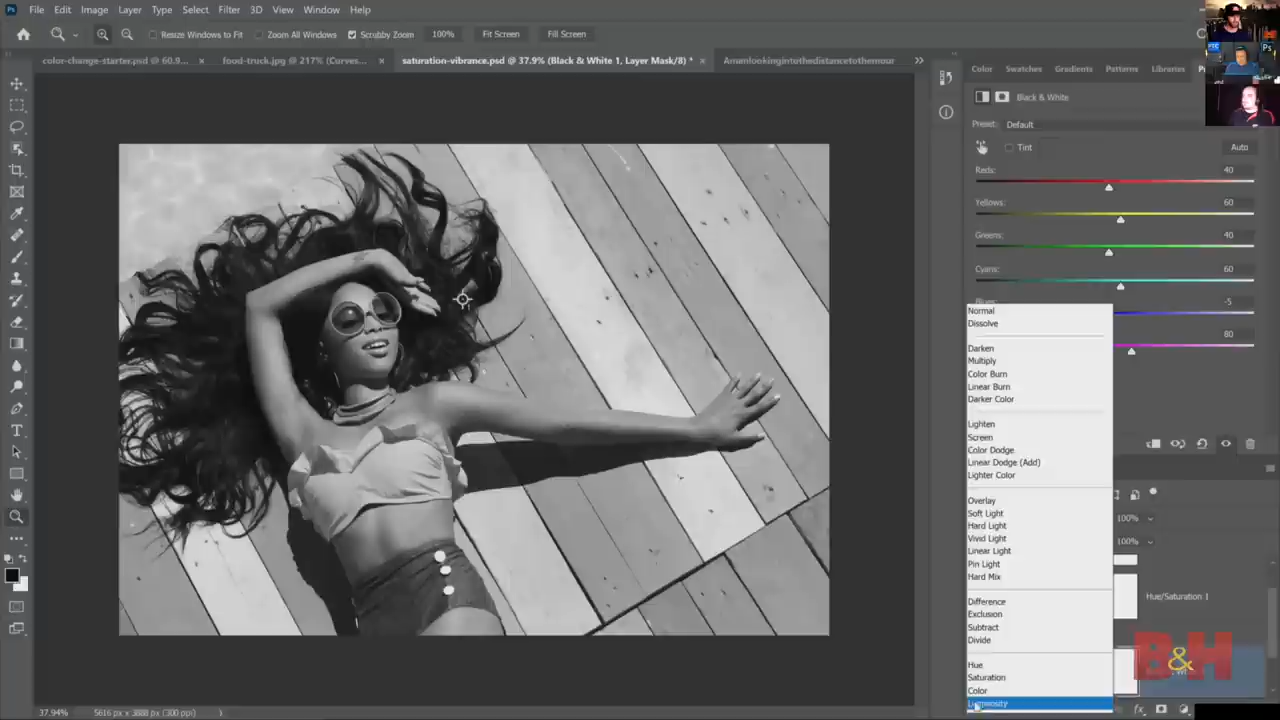 Ps File Edit Image Layer Type Select Filter 3D View Window Help
Resize Windows to Fit Zoom All Windows Scrubby Zoom 100% Fit Screen Fill Screen
color-change-starter.psd @ 60.9... × food-truck.jpg @ 217% (Curves... × saturation-vibrance.psd @ 37.9% (Black & White 1, Layer Mask/8) * ×
Color Swatches Gradients Patterns Libraries
Black & White
Preset: Default
Tint Auto
Reds: 40
Yellows: 60
Greens: 40
Cyans: 60
Blues: -5
80
Normal
Dissolve
Darken
Multiply
Color Burn
Linear Burn
Darker Color
Lighten
Screen
Color Dodge
Linear Dodge (Add)
Lighter Color
Overlay
Soft Light
Hard Light
Vivid Light
Linear Light
Pin Light
Hard Mix
Difference
Exclusion
Subtract
Divide
Hue
Saturation
Color
Luminosity
100%
100%
Hue/Saturation 1
B&H
37.94% 5616 px x 3888 px (300 ppi)